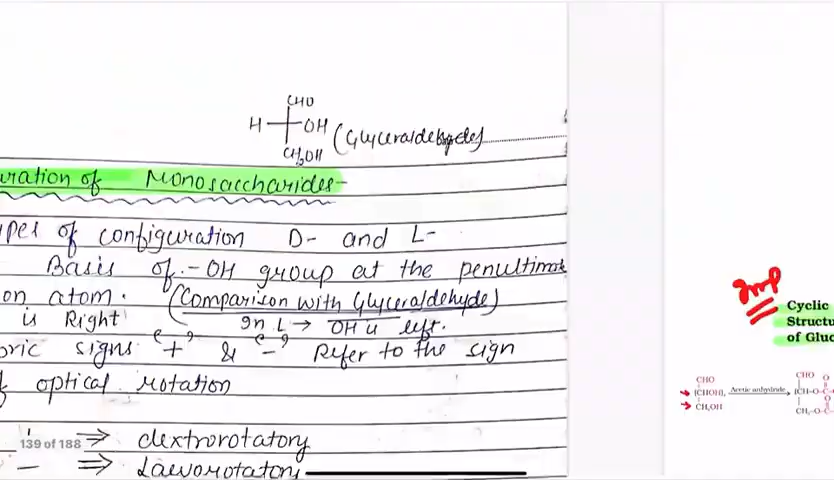 CHO
H OH (Glyceraldehyde)
CH2OH
uration of Monosaccharides-
ypes of configuration D- and L-
Basis of - OH group at the penultimat
on atom. (Comparison with Glyceraldehyde)
is Right In L → OH is left.
oric signs "+" & "-" Refer to the sign
f optical rotation
139 of 188 ⇒ dextrorotatory
- ⇒ Laevorotatory
Imp
Cyclic
Structu
of Gluc
CHO
(CHOH)4 Acetic anhydride
CH2OH
CHO O
(CH-O-C-
CH2-O-C-
O